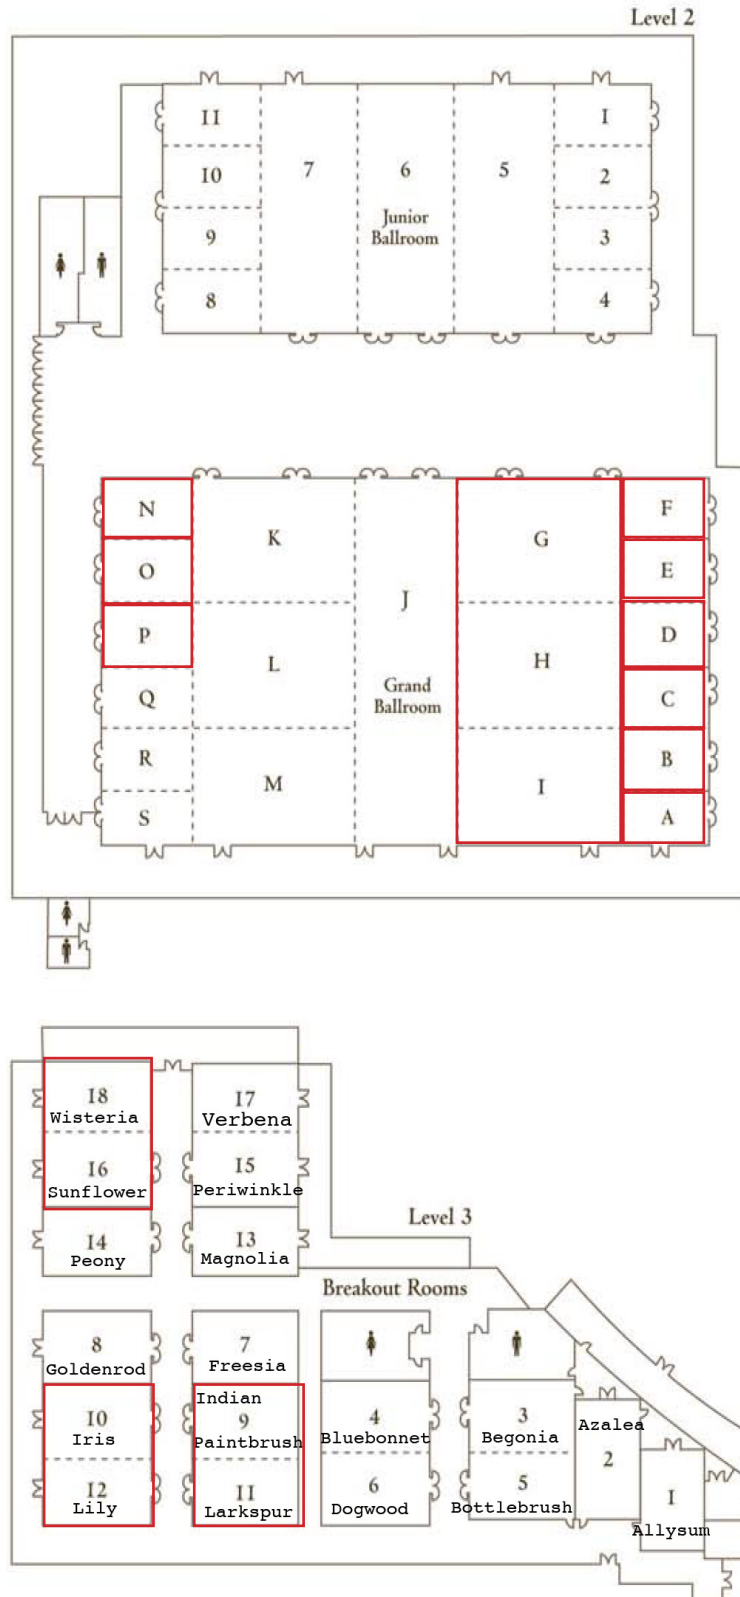 Level 2
11
7
6
5
1
10
2
Junior
Ballroom
9
3
8
4
N
K
G
F
O
J
E
P
L
H
D
Q
Grand
Ballroom
C
R
M
I
B
S
A
18
Wisteria
17
Verbena
16
Sunflower
15
Periwinkle
14
Peony
13
Magnolia
Level 3
Breakout Rooms
8
Goldenrod
7
Freesia
10
Iris
Indian
9
Paintbrush
4
Bluebonnet
3
Begonia
Azalea
2
12
Lily
11
Larkspur
6
Dogwood
5
Bottlebrush
1
Allysum